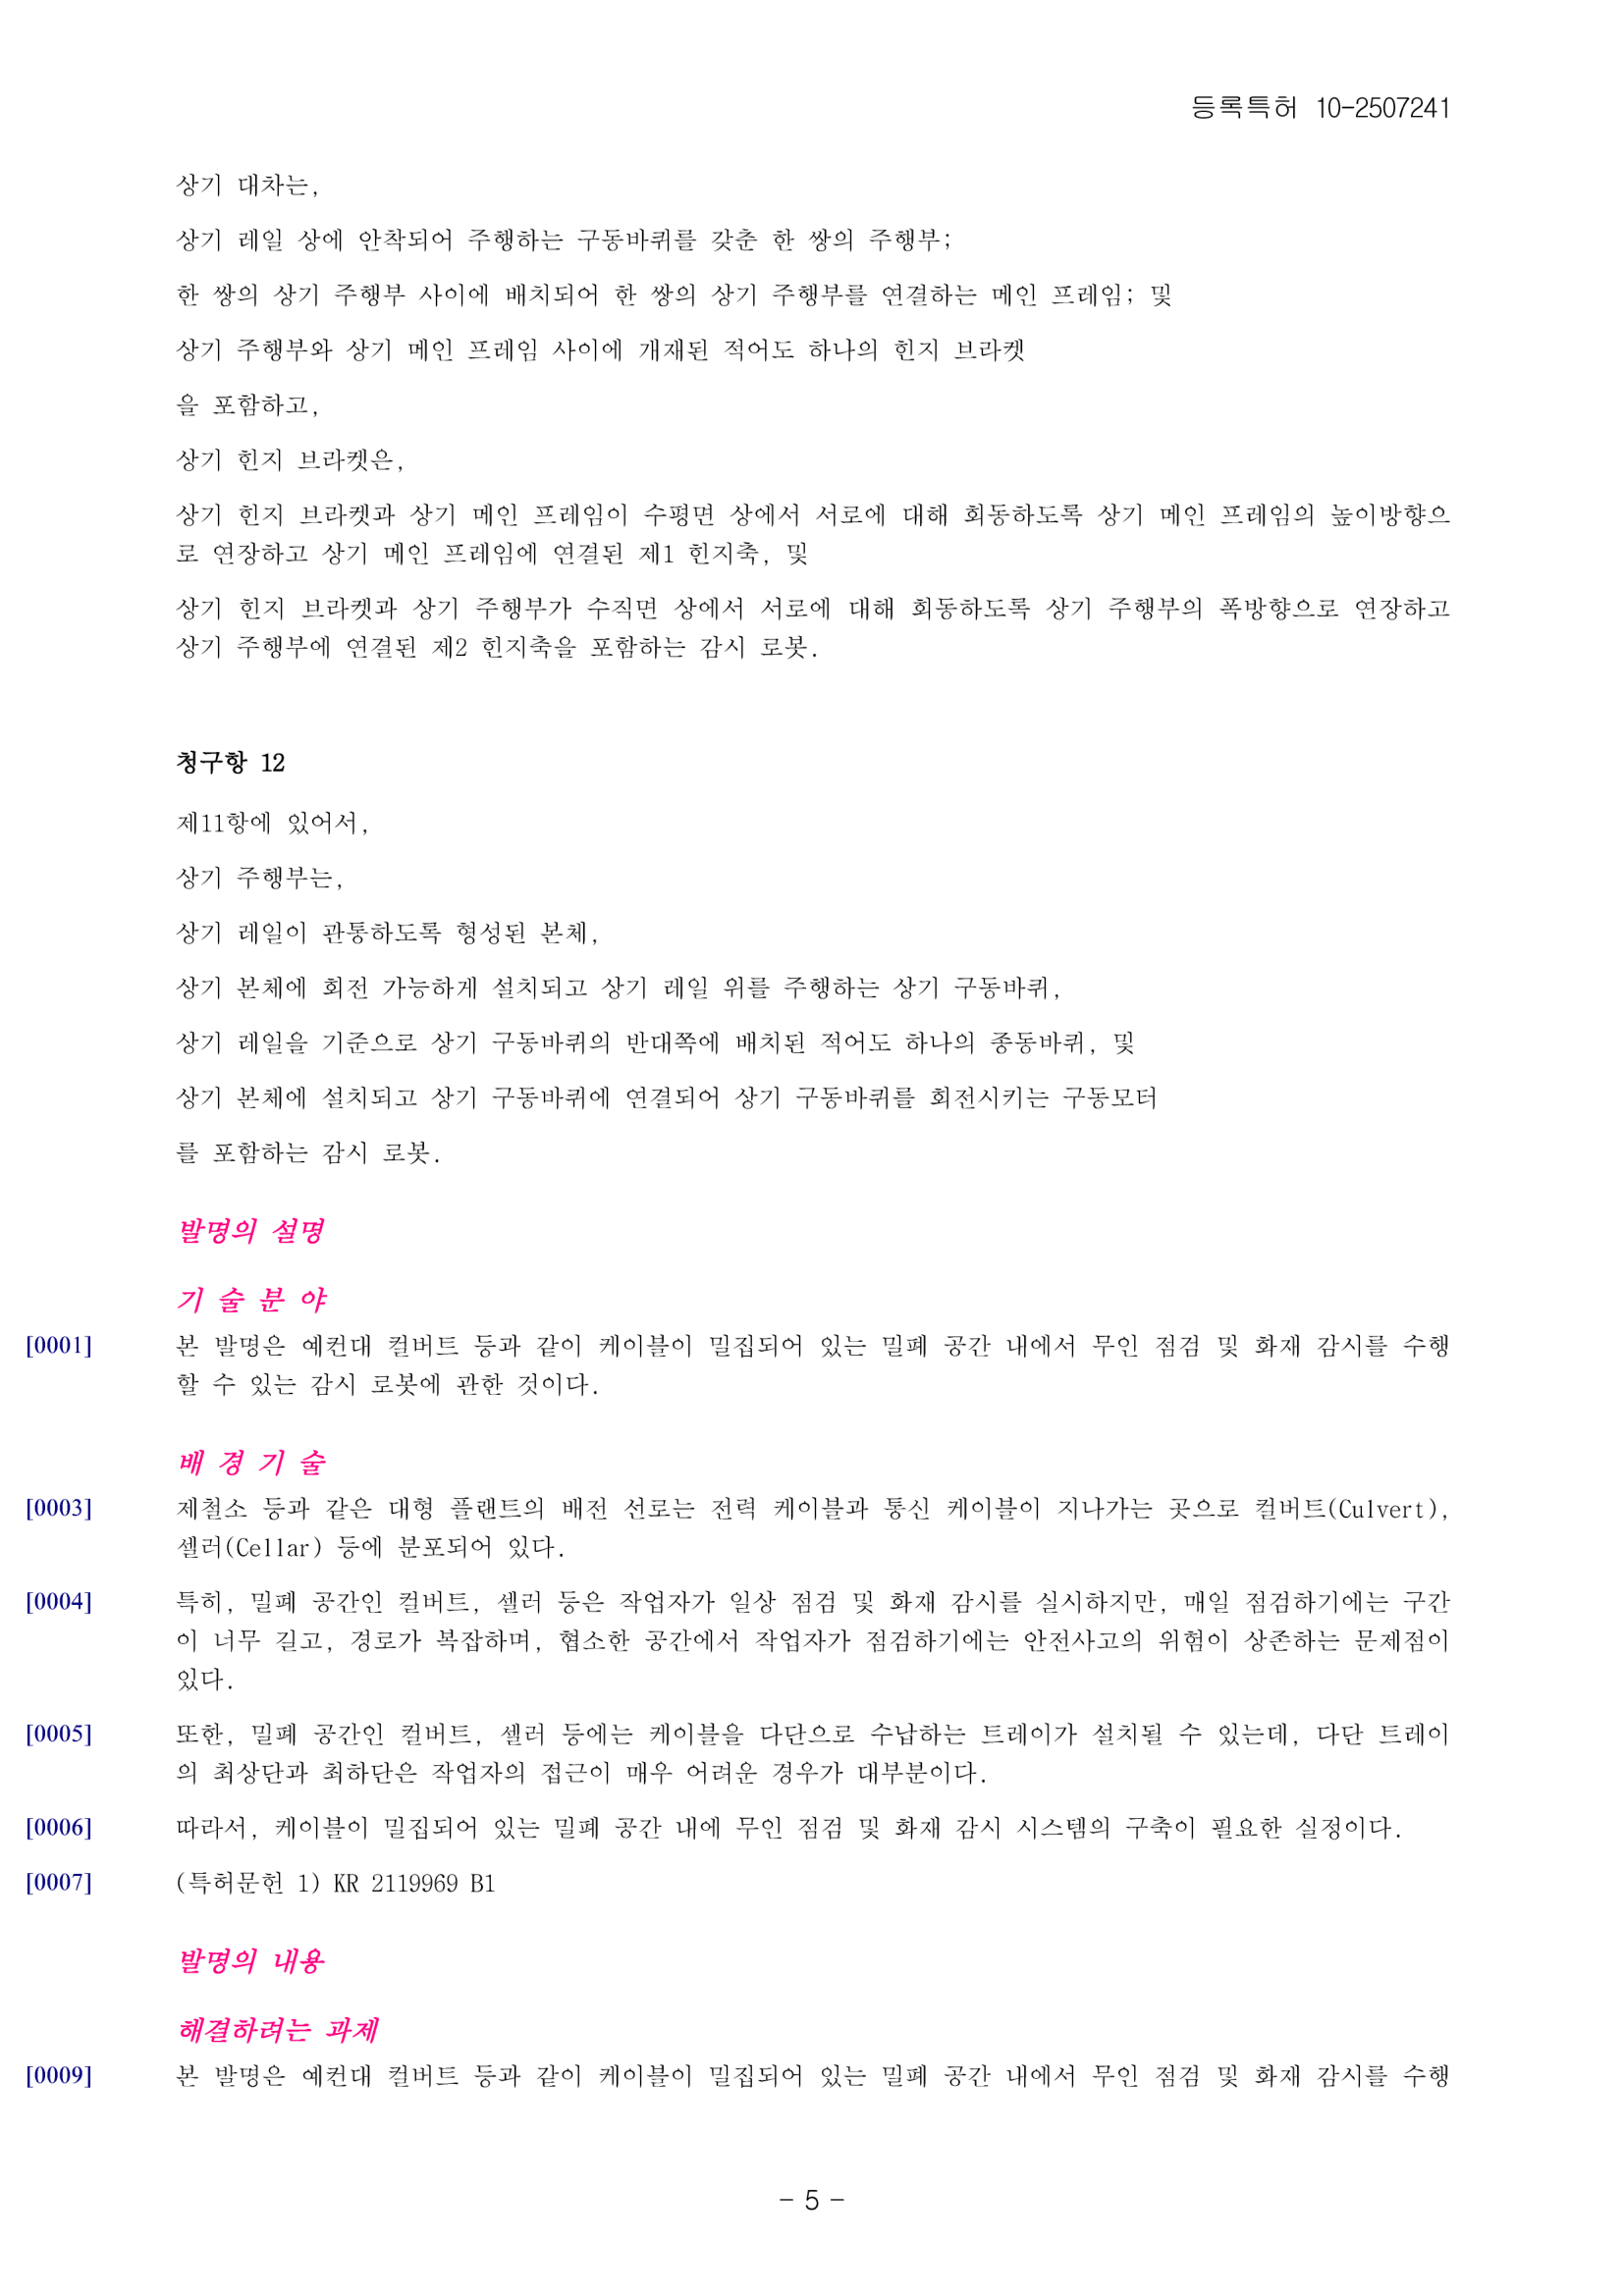 등록특허 10-2507241
상기 대차는,
상기 레일 상에 안착되어 주행하는 구동바퀴를 갖춘 한 쌍의 주행부;
한 쌍의 상기 주행부 사이에 배치되어 한 쌍의 상기 주행부를 연결하는 메인 프레임; 및
상기 주행부와 상기 메인 프레임 사이에 개재된 적어도 하나의 힌지 브라켓
을 포함하고,
상기 힌지 브라켓은,
상기 힌지 브라켓과 상기 메인 프레임이 수평면 상에서 서로에 대해 회동하도록 상기 메인 프레임의 높이방향으
로 연장하고 상기 메인 프레임에 연결된 제1 힌지축, 및
상기 힌지 브라켓과 상기 주행부가 수직면 상에서 서로에 대해 회동하도록 상기 주행부의 폭방향으로 연장하고
상기 주행부에 연결된 제2 힌지축을 포함하는 감시 로봇.
청구항 12
제11항에 있어서,
상기 주행부는,
상기 레일이 관통하도록 형성된 본체,
상기 본체에 회전 가능하게 설치되고 상기 레일 위를 주행하는 상기 구동바퀴,
상기 레일을 기준으로 상기 구동바퀴의 반대쪽에 배치된 적어도 하나의 종동바퀴, 및
상기 본체에 설치되고 상기 구동바퀴에 연결되어 상기 구동바퀴를 회전시키는 구동모터
를 포함하는 감시 로봇.
발명의 설명
기 술 분 야
[0001] 본 발명은 예컨대 컬버트 등과 같이 케이블이 밀집되어 있는 밀폐 공간 내에서 무인 점검 및 화재 감시를 수행
할 수 있는 감시 로봇에 관한 것이다.
배 경 기 술
[0003] 제철소 등과 같은 대형 플랜트의 배전 선로는 전력 케이블과 통신 케이블이 지나가는 곳으로 컬버트(Culvert),
셀러(Cellar) 등에 분포되어 있다.
[0004] 특히, 밀폐 공간인 컬버트, 셀러 등은 작업자가 일상 점검 및 화재 감시를 실시하지만, 매일 점검하기에는 구간
이 너무 길고, 경로가 복잡하며, 협소한 공간에서 작업자가 점검하기에는 안전사고의 위험이 상존하는 문제점이
있다.
[0005] 또한, 밀폐 공간인 컬버트, 셀러 등에는 케이블을 다단으로 수납하는 트레이가 설치될 수 있는데, 다단 트레이
의 최상단과 최하단은 작업자의 접근이 매우 어려운 경우가 대부분이다.
[0006] 따라서, 케이블이 밀집되어 있는 밀폐 공간 내에 무인 점검 및 화재 감시 시스템의 구축이 필요한 실정이다.
[0007] (특허문헌 1) KR 2119969 B1
발명의 내용
해결하려는 과제
[0009] 본 발명은 예컨대 컬버트 등과 같이 케이블이 밀집되어 있는 밀폐 공간 내에서 무인 점검 및 화재 감시를 수행
- 5 -